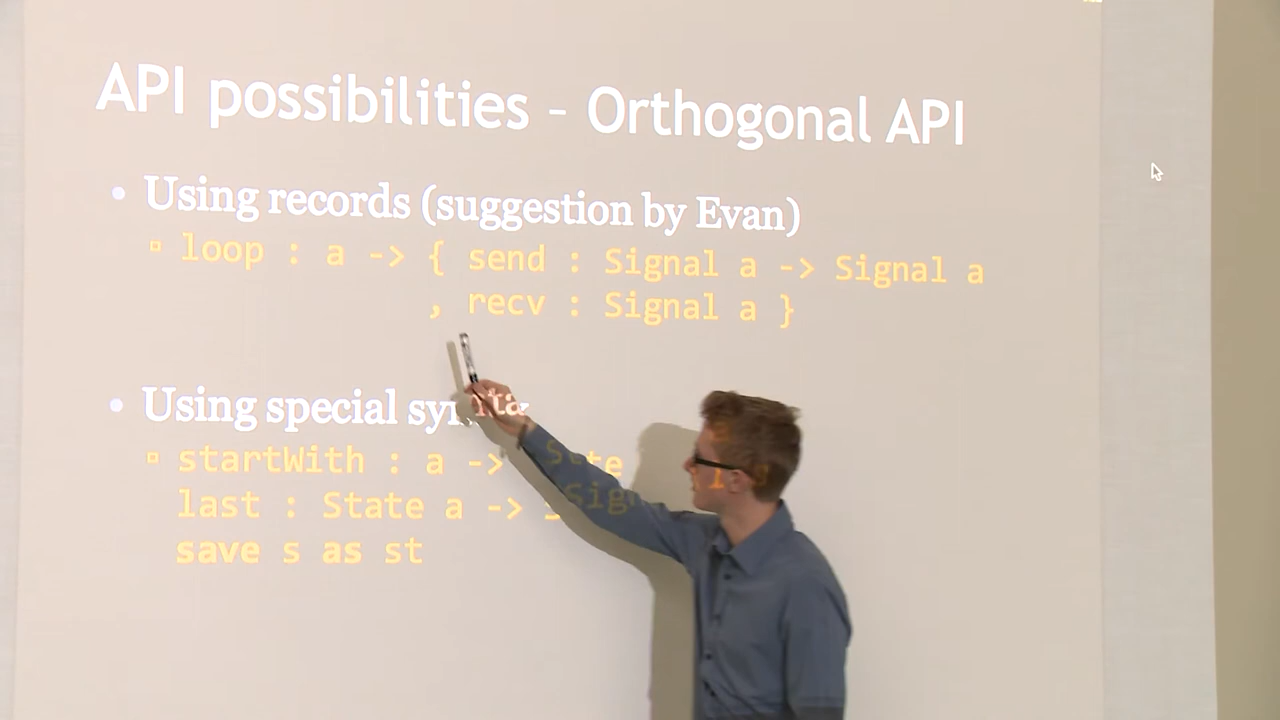 API possibilities – Orthogonal API
• Using records (suggestion by Evan)
▫ loop : a -> { send : Signal a -> Signal a
, recv : Signal a }
• Using special
▫ startWith : a ->
last : State a ->
save s as st